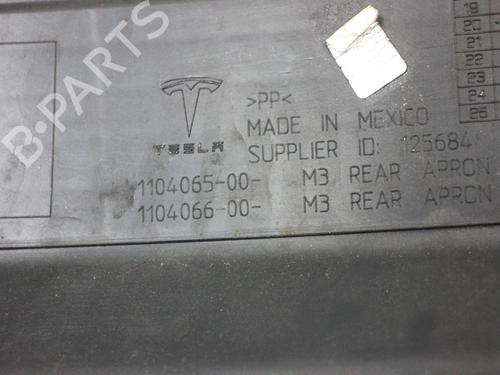 B-PARTS
19
20
21
22
23
24
25
>PP<
MADE IN MEXICO
TESLA
SUPPLIER ID: 125684
1104065-00- M3 REAR APRON
1104066-00- M3 REAR APRON